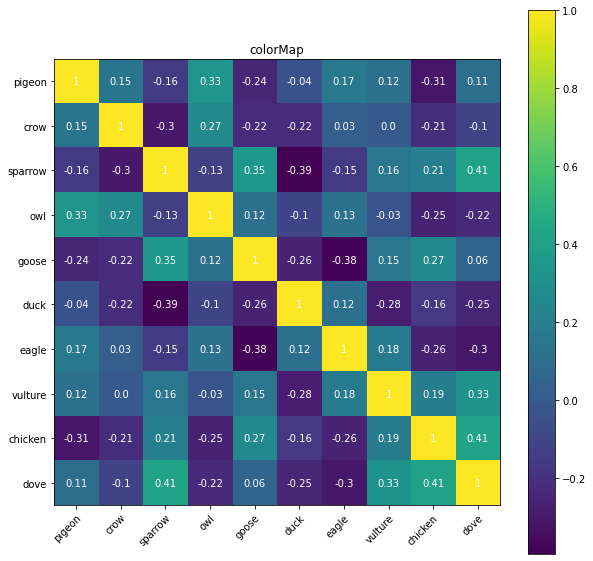 colorMap
pigeon 1 0.15 -0.16 0.33 -0.24 -0.04 0.17 0.12 -0.31 0.11
crow 0.15 1 -0.3 0.27 -0.22 -0.22 0.03 0.0 -0.21 -0.1
sparrow -0.16 -0.3 1 -0.13 0.35 -0.39 -0.15 0.16 0.21 0.41
owl 0.33 0.27 -0.13 1 0.12 -0.1 0.13 -0.03 -0.25 -0.22
goose -0.24 -0.22 0.35 0.12 1 -0.26 -0.38 0.15 0.27 0.06
duck -0.04 -0.22 -0.39 -0.1 -0.26 1 0.12 -0.28 -0.16 -0.25
eagle 0.17 0.03 -0.15 0.13 -0.38 0.12 1 0.18 -0.26 -0.3
vulture 0.12 0.0 0.16 -0.03 0.15 -0.28 0.18 1 0.19 0.33
chicken -0.31 -0.21 0.21 -0.25 0.27 -0.16 -0.26 0.19 1 0.41
dove 0.11 -0.1 0.41 -0.22 0.06 -0.25 -0.3 0.33 0.41 1
pigeon crow sparrow owl goose duck eagle vulture chicken dove
1.0
0.8
0.6
0.4
0.2
0.0
-0.2